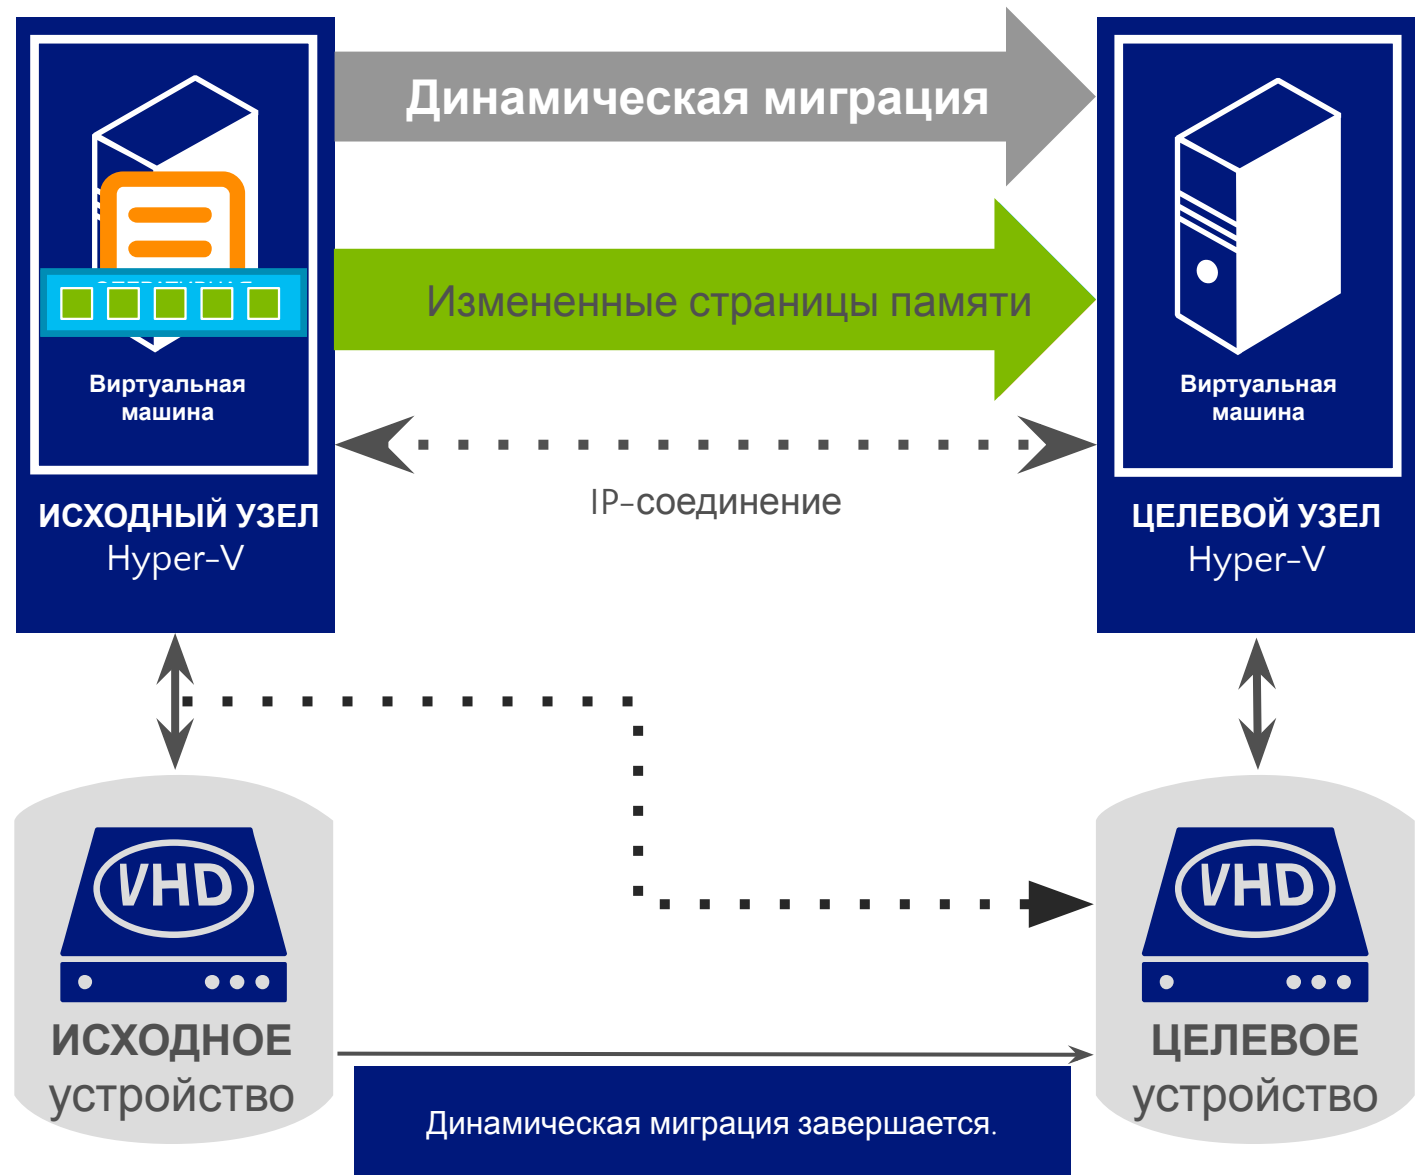 Динамическая миграция
Измененные страницы памяти
Виртуальная
машина
Виртуальная
машина
IP-соединение
ИСХОДНЫЙ УЗЕЛ
Hyper-V
ЦЕЛЕВОЙ УЗЕЛ
Hyper-V
VHD
VHD
ИСХОДНОЕ
устройство
ЦЕЛЕВОЕ
устройство
Динамическая миграция завершается.